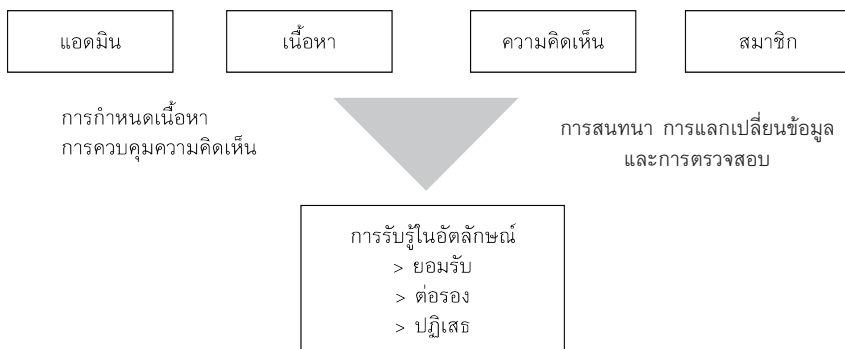 แอดมิน
เนื้อหา
ความคิดเห็น
สมาชิก
การกำหนดเนื้อหา
การควบคุมความคิดเห็น
การสนทนา การแลกเปลี่ยนข้อมูล
และการตรวจสอบ
การรับรู้ในอัตลักษณ์
> ยอมรับ
> ต่อรอง
> ปฏิเสธ